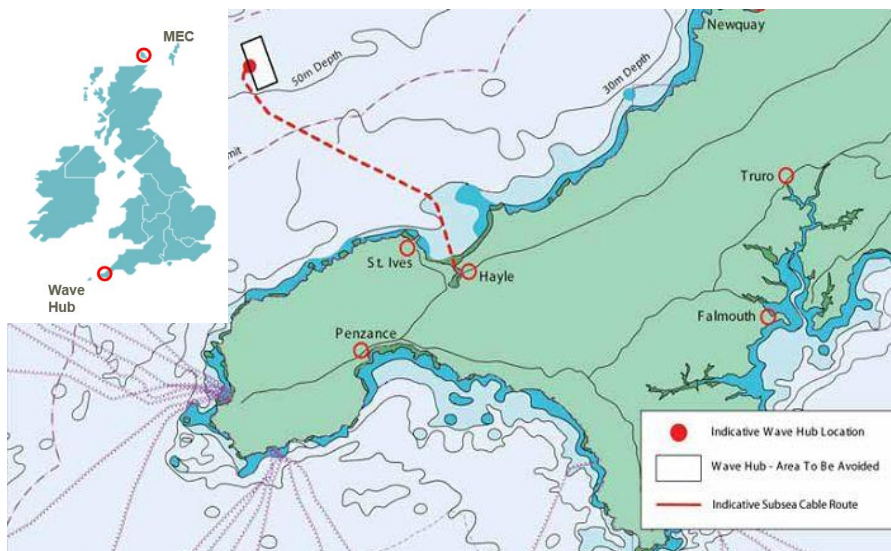 MEC
Wave
Hub
Newquay
50m Depth
30m Depth
mit
Truro
St. Ives
Hayle
Falmouth
Penzance
Indicative Wave Hub Location
Wave Hub - Area To Be Avoided
Indicative Subsea Cable Route